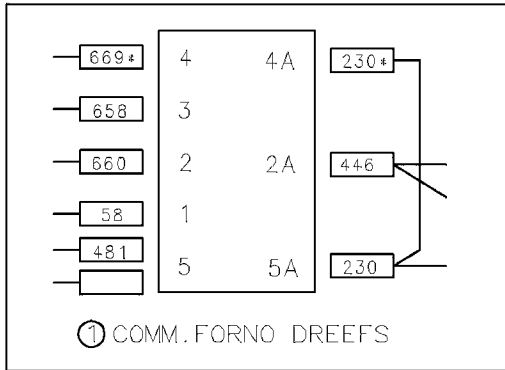 669* 4 4A 230*
658 3
660 2 2A 446
58 1
481
5 5A 230
1 COMM.FORNO DREEFS